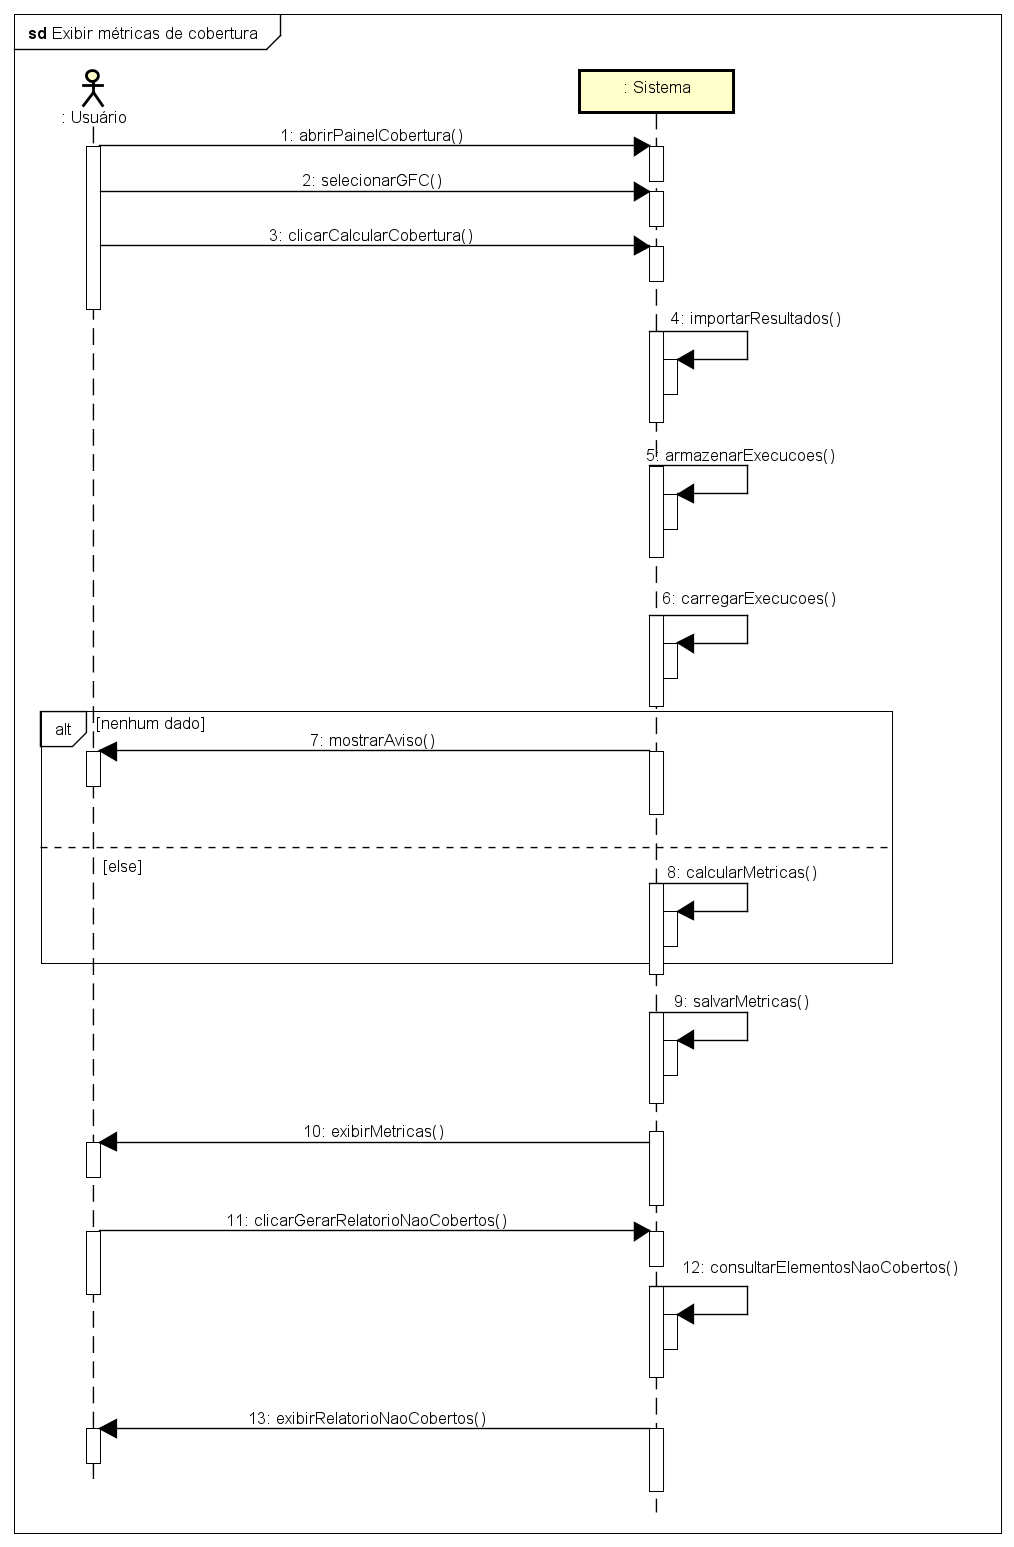 sd Exibir métricas de cobertura
: Usuário
: Sistema
1: abrirPainelCobertura()
2: selecionarGFC()
3: clicarCalcularCobertura()
4: importarResultados()
5: armazenarExecucoes()
6: carregarExecucoes()
alt
[nenhum dado]
7: mostrarAviso()
[else]
8: calcularMetricas()
9: salvarMetricas()
10: exibirMetricas()
11: clicarGerarRelatorioNaoCobertos()
12: consultarElementosNaoCobertos()
13: exibirRelatorioNaoCobertos()